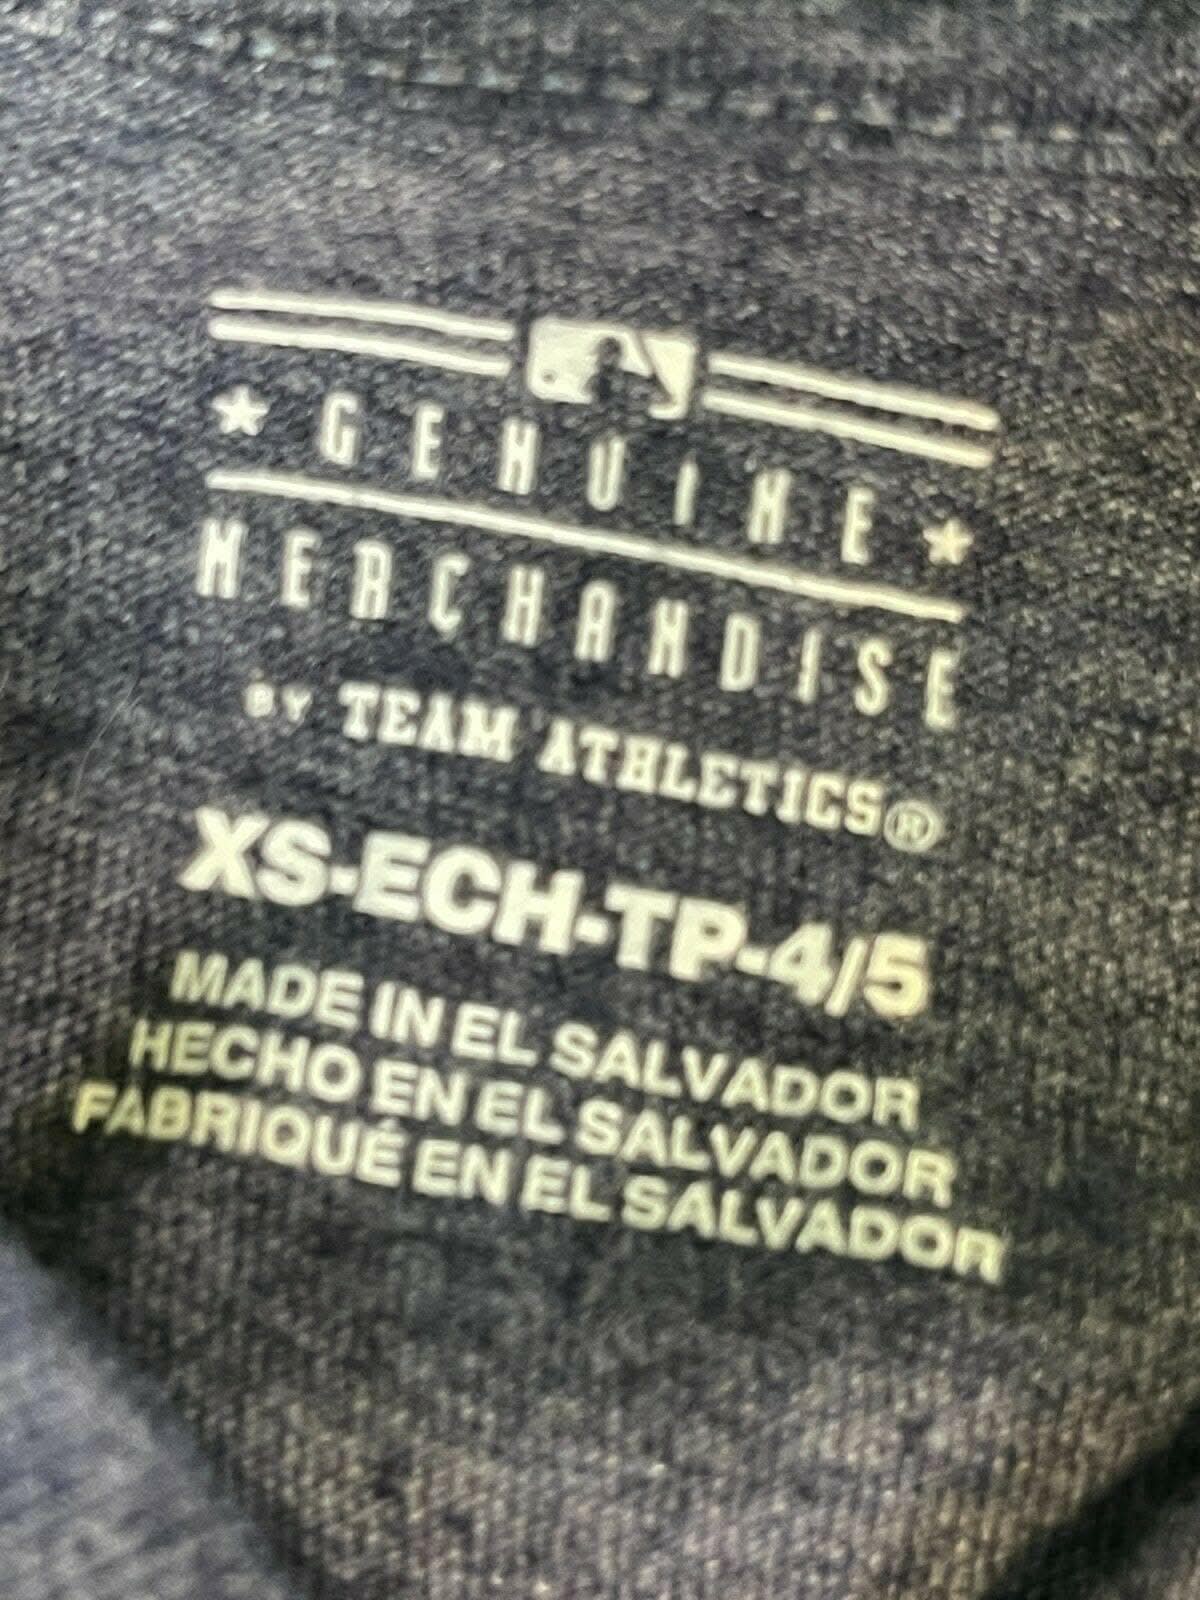 GENUINE
MERCHANDISE
BY TEAM ATHLETICS®
XS-ECH-TP-4/5
MADE IN EL SALVADOR
HECHO EN EL SALVADOR
FABRIQUÉ EN EL SALVADOR